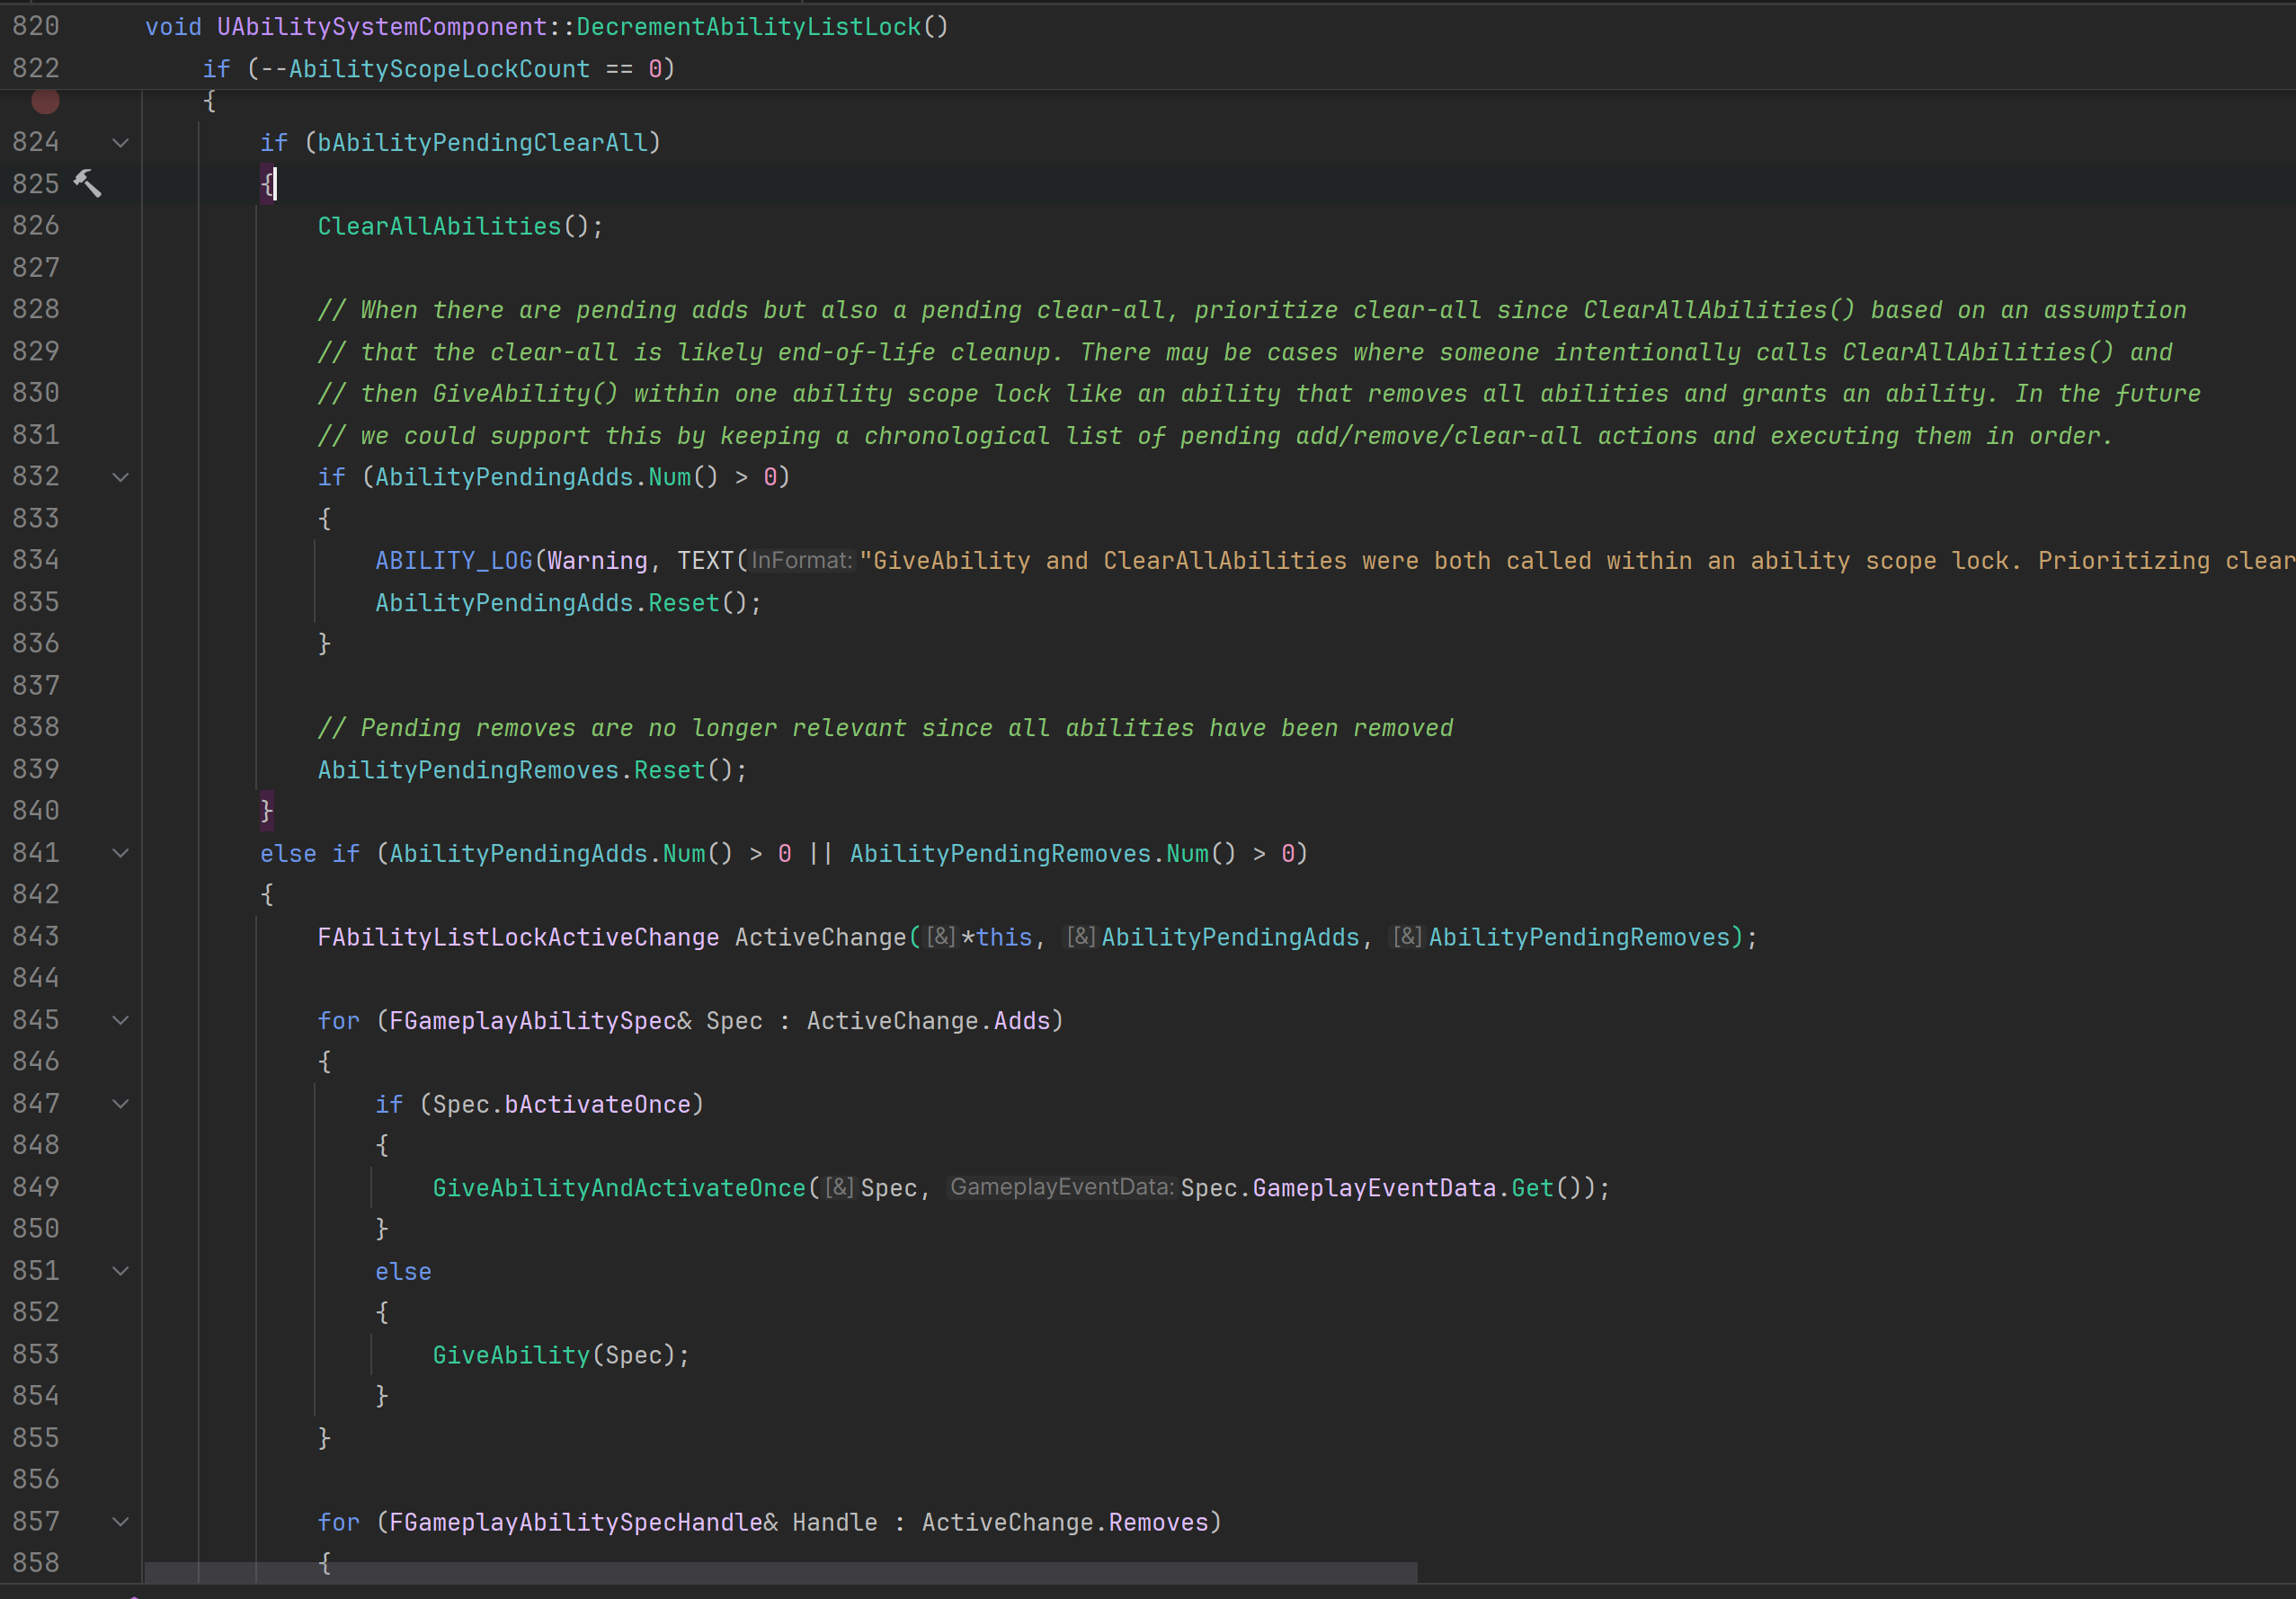 820 void UAbilitySystemComponent::DecrementAbilityListLock()
822 if (--AbilityScopeLockCount == 0)
{
824 if (bAbilityPendingClearAll)
825 {
826 ClearAllAbilities();
827
828 // When there are pending adds but also a pending clear-all, prioritize clear-all since ClearAllAbilities() based on an assumption
829 // that the clear-all is likely end-of-life cleanup. There may be cases where someone intentionally calls ClearAllAbilities() and
830 // then GiveAbility() within one ability scope lock like an ability that removes all abilities and grants an ability. In the future
831 // we could support this by keeping a chronological list of pending add/remove/clear-all actions and executing them in order.
832 if (AbilityPendingAdds.Num() > 0)
833 {
834 ABILITY_LOG(Warning, TEXT(InFormat: "GiveAbility and ClearAllAbilities were both called within an ability scope lock. Prioritizing clear
835 AbilityPendingAdds.Reset();
836 }
837
838 // Pending removes are no longer relevant since all abilities have been removed
839 AbilityPendingRemoves.Reset();
840 }
841 else if (AbilityPendingAdds.Num() > 0 || AbilityPendingRemoves.Num() > 0)
842 {
843 FAbilityListLockActiveChange ActiveChange([&]*this, [&]AbilityPendingAdds, [&]AbilityPendingRemoves);
844
845 for (FGameplayAbilitySpec& Spec : ActiveChange.Adds)
846 {
847 if (Spec.bActivateOnce)
848 {
849 GiveAbilityAndActivateOnce([&]Spec, GameplayEventData: Spec.GameplayEventData.Get());
850 }
851 else
852 {
853 GiveAbility(Spec);
854 }
855 }
856
857 for (FGameplayAbilitySpecHandle& Handle : ActiveChange.Removes)
858 {